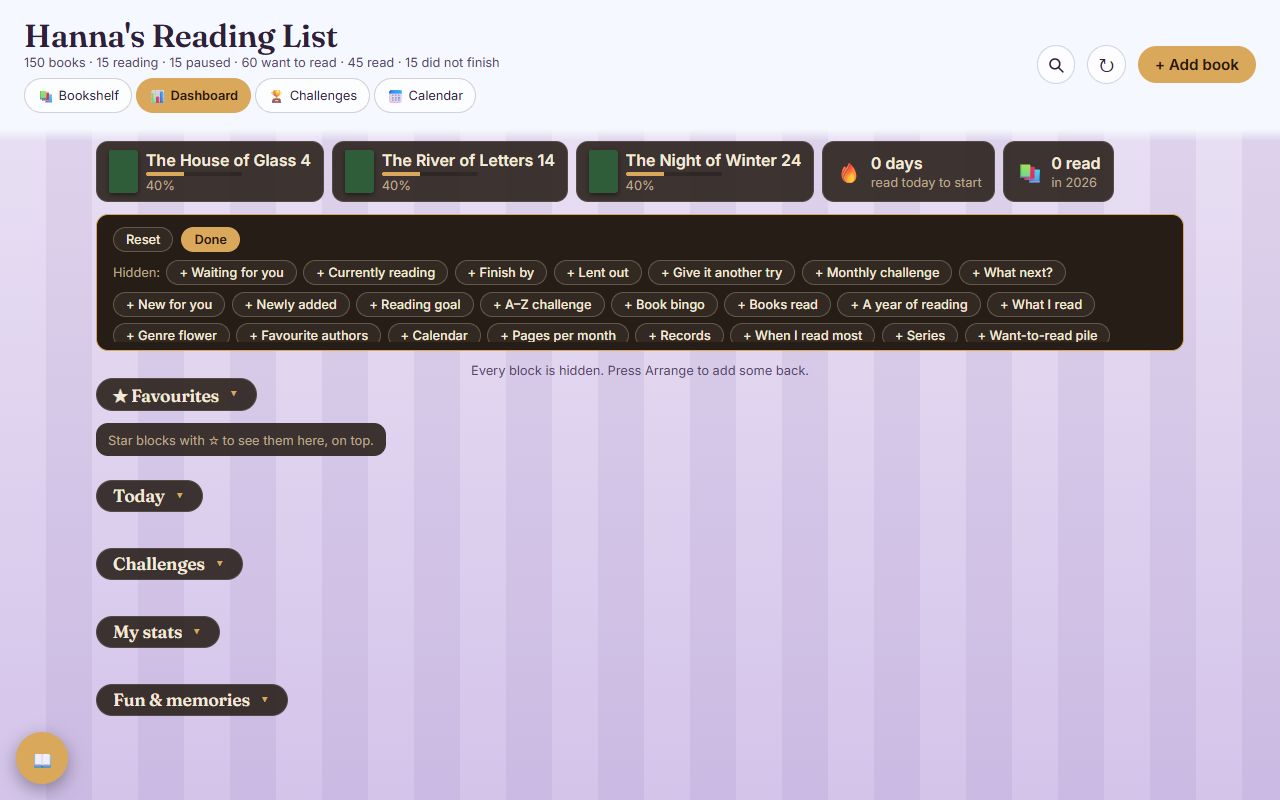 Hanna's Reading List
150 books · 15 reading · 15 paused · 60 want to read · 45 read · 15 did not finish
Bookshelf Dashboard Challenges Calendar
+ Add book
The House of Glass 4
40%
The River of Letters 14
40%
The Night of Winter 24
40%
0 days
read today to start
0 read
in 2026
Reset Done
Hidden: + Waiting for you + Currently reading + Finish by + Lent out + Give it another try + Monthly challenge + What next?
+ New for you + Newly added + Reading goal + A–Z challenge + Book bingo + Books read + A year of reading + What I read
+ Genre flower + Favourite authors + Calendar + Pages per month + Records + When I read most + Series + Want-to-read pile
Every block is hidden. Press Arrange to add some back.
★ Favourites ▾
Star blocks with ☆ to see them here, on top.
Today ▾
Challenges ▾
My stats ▾
Fun & memories ▾